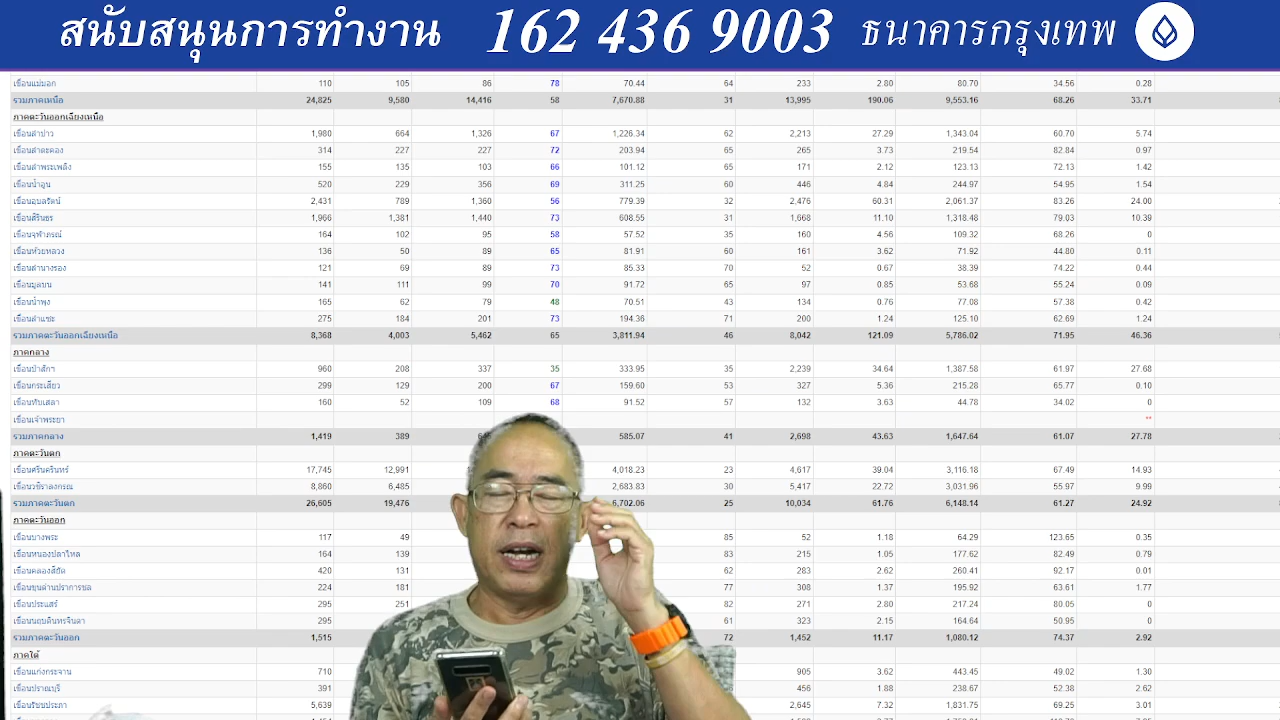 สนับสนุนการทำงาน 162 436 9003 ธนาคารกรุงเทพ
เขื่อนแม่มอก 110 105 86 78 70.44 64 233 2.80 80.70 34.56 0.28
รวมภาคเหนือ 24,825 9,580 14,416 58 7,670.88 31 13,995 190.06 9,553.16 68.26 33.71
ภาคตะวันออกเฉียงเหนือ
เขื่อนลำปาว 1,980 664 1,326 67 1,226.34 62 2,213 27.29 1,343.04 60.70 5.74
เขื่อนลำตะคอง 314 227 227 72 203.94 65 265 3.73 219.54 82.84 0.97
เขื่อนลำพระเพลิง 155 135 103 66 101.12 65 171 2.12 123.13 72.13 1.42
เขื่อนน้ำอูน 520 229 356 69 311.25 60 446 4.84 244.97 54.95 1.54
เขื่อนอุบลรัตน์ 2,431 789 1,360 56 779.39 32 2,476 60.31 2,061.37 83.26 24.00
เขื่อนสิรินธร 1,966 1,381 1,440 73 608.55 31 1,668 11.10 1,318.48 79.03 10.39
เขื่อนจุฬาภรณ์ 164 102 95 58 57.52 35 160 4.56 109.32 68.26 0
เขื่อนห้วยหลวง 136 50 89 65 81.91 60 161 3.62 71.92 44.80 0.11
เขื่อนลำนางรอง 121 69 89 73 85.33 70 52 0.67 38.39 74.22 0.44
เขื่อนมูลบน 141 111 99 70 91.72 65 97 0.85 53.68 55.24 0.09
เขื่อนน้ำพุง 165 62 79 48 70.51 43 134 0.76 77.08 57.38 0.42
เขื่อนลำแซะ 275 184 201 73 194.36 71 200 1.24 125.10 62.69 1.24
รวมภาคตะวันออกเฉียงเหนือ 8,368 4,003 5,462 65 3,811.94 46 8,042 121.09 5,786.02 71.95 46.36
ภาคกลาง
เขื่อนป่าสักฯ 960 208 337 35 333.95 35 2,239 34.64 1,387.58 61.97 27.68
เขื่อนกระเสียว 299 129 200 67 159.60 53 327 5.36 215.28 65.77 0.10
เขื่อนทับเสลา 160 52 109 68 91.52 57 132 3.63 44.78 34.02 0
เขื่อนเจ้าพระยา **
รวมภาคกลาง 1,419 389 585.07 41 2,698 43.63 1,647.64 61.07 27.78
ภาคตะวันตก
เขื่อนศรีนครินทร์ 17,745 12,991 4,018.23 23 4,617 39.04 3,116.18 67.49 14.93
เขื่อนวชิราลงกรณ 8,860 6,485 2,683.83 30 5,417 22.72 3,031.96 55.97 9.99
รวมภาคตะวันตก 26,605 19,476 6,702.06 25 10,034 61.76 6,148.14 61.27 24.92
ภาคตะวันออก
เขื่อนบางพระ 117 49 85 52 1.18 64.29 123.65 0.35
เขื่อนหนองปลาไหล 164 139 83 215 1.05 177.62 82.49 0.79
เขื่อนคลองสียัด 420 131 62 283 2.62 260.41 92.17 0.01
เขื่อนขุนด่านปราการชล 224 181 77 308 1.37 195.92 63.61 1.77
เขื่อนประแสร์ 295 251 82 271 2.80 217.24 80.05 0
เขื่อนนฤบดินทรจินดา 295 61 323 2.15 164.64 50.95 0
รวมภาคตะวันออก 1,515 72 1,452 11.17 1,080.12 74.37 2.92
ภาคใต้
เขื่อนแก่งกระจาน 710 905 3.62 443.45 49.02 1.30
เขื่อนปราณบุรี 391 456 1.88 238.67 52.38 2.62
เขื่อนรัชชประภา 5,639 2,645 7.32 1,831.75 69.25 3.01